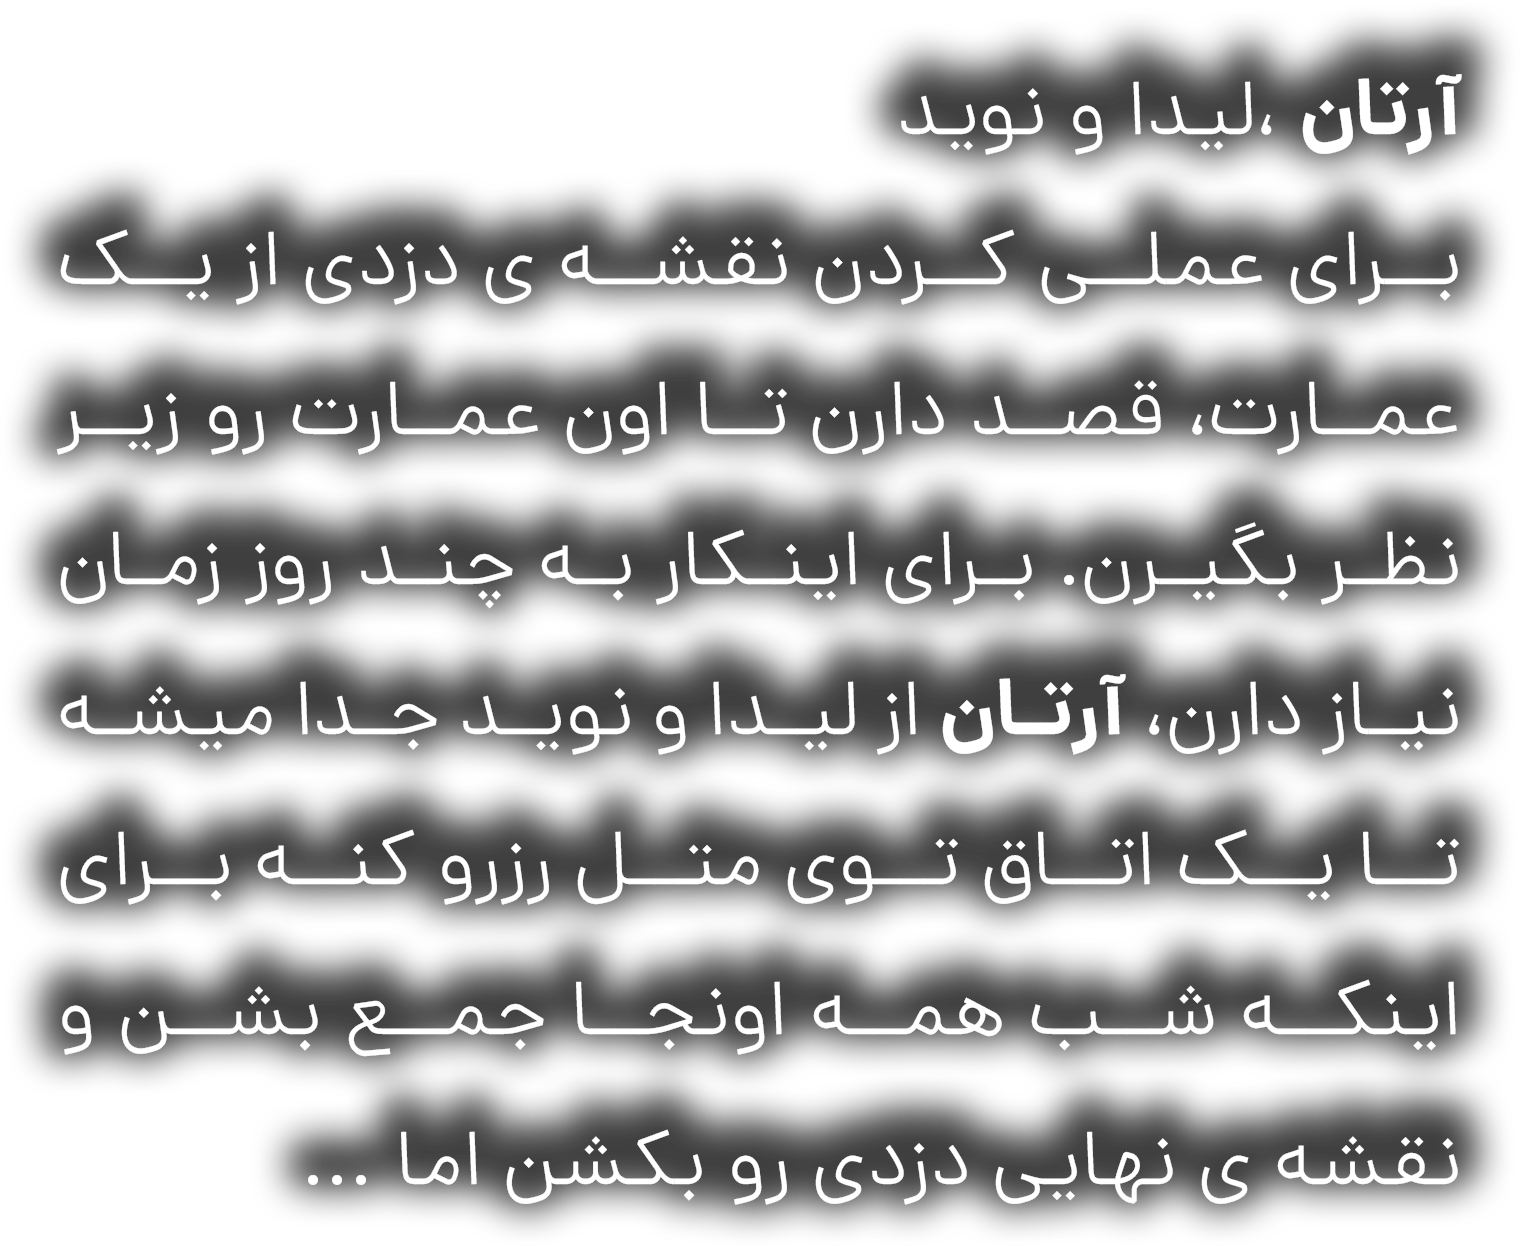 آرتان ،لیدا و نوید
برای عملی کردن نقشه ی دزدی از یک
عمارت، قصد دارن تا اون عمارت رو زیر
نظر بگیرن. برای اینکار به چند روز زمان
نیاز دارن، آرتان از لیدا و نوید جدا میشه
تا یک اتاق توی متل رزرو کنه برای
اینکه شب همه اونجا جمع بشن و
نقشه ی نهایی دزدی رو بکشن اما ...